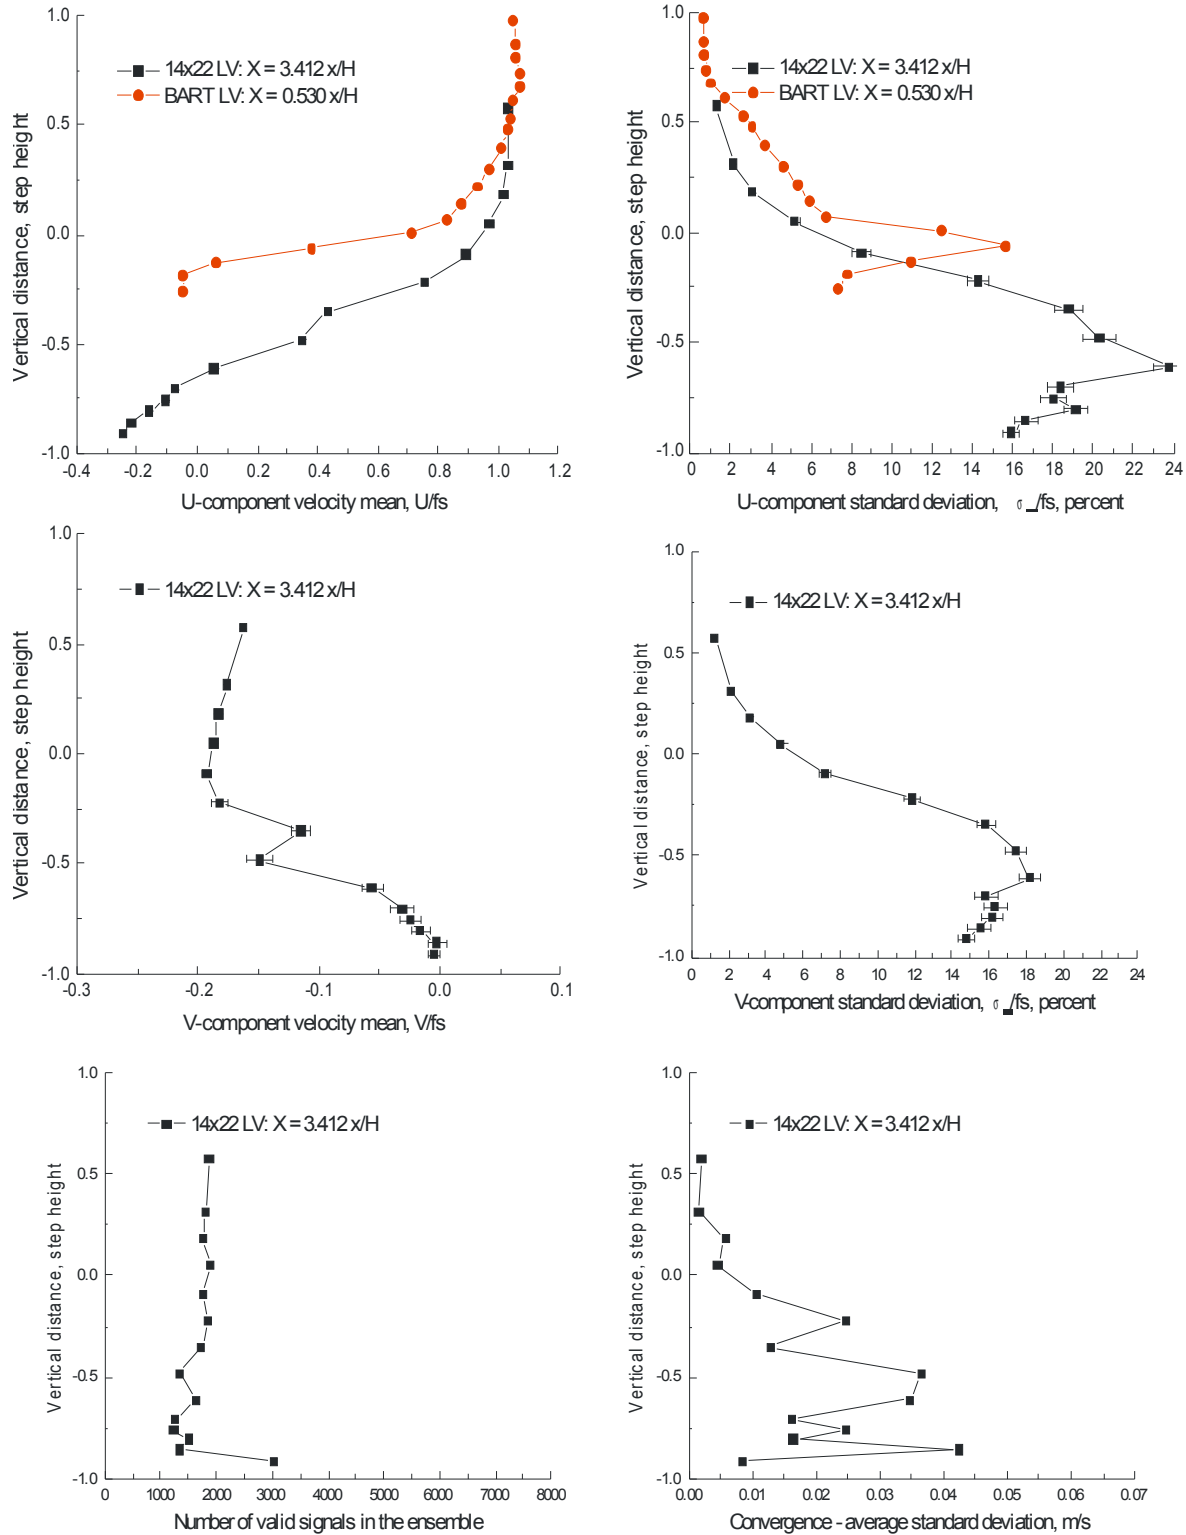 1.0
14x22 LV: X = 3.412 x/H
BART LV: X = 0.530 x/H
0.5
0.0
-0.5
-1.0
-0.4 -0.2 0.0 0.2 0.4 0.6 0.8 1.0 1.2
Vertical distance, step height
U-component velocity mean, U/fs
1.0
14x22 LV: X = 3.412 x/H
BART LV: X = 0.530 x/H
0.5
0.0
-0.5
-1.0
0 2 4 6 8 10 12 14 16 18 20 22 24
Vertical distance, step height
U-component standard deviation, σ_/fs, percent
1.0
14x22 LV: X = 3.412 x/H
0.5
0.0
-0.5
-1.0
-0.3 -0.2 -0.1 0.0 0.1
Vertical distance, step height
V-component velocity mean, V/fs
1.0
14x22 LV: X = 3.412 x/H
0.5
0.0
-0.5
-1.0
0 2 4 6 8 10 12 14 16 18 20 22 24
Vertical distance, step height
V-component standard deviation, σ_/fs, percent
1.0
14x22 LV: X = 3.412 x/H
0.5
0.0
-0.5
-1.0
0 1000 2000 3000 4000 5000 6000 7000 8000
Vertical distance, step height
Number of valid signals in the ensemble
1.0
14x22 LV: X = 3.412 x/H
0.5
0.0
-0.5
-1.0
0.00 0.01 0.02 0.03 0.04 0.05 0.06 0.07
Vertical distance, step height
Convergence - average standard deviation, m/s